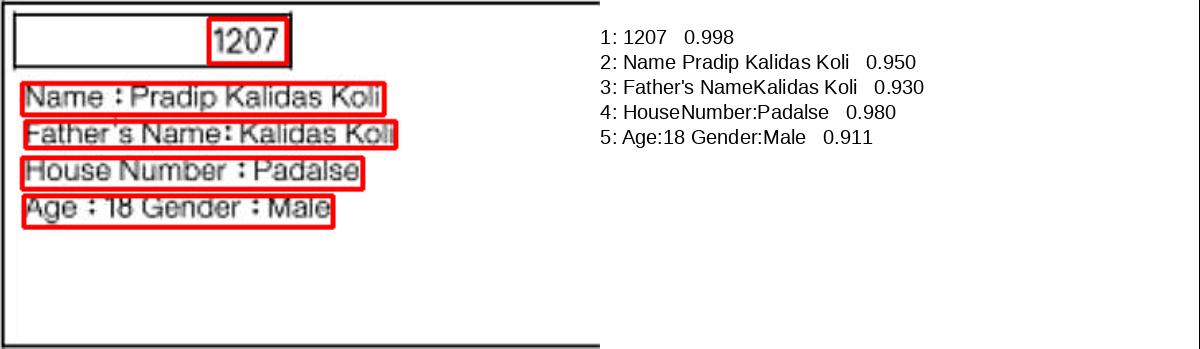 1207
Name : Pradip Kalidas Koli
Father's Name: Kalidas Koli
House Number : Padalse
Age : 18 Gender : Male
1: 1207 0.998
2: Name Pradip Kalidas Koli 0.950
3: Father's NameKalidas Koli 0.930
4: HouseNumber:Padalse 0.980
5: Age:18 Gender:Male 0.911